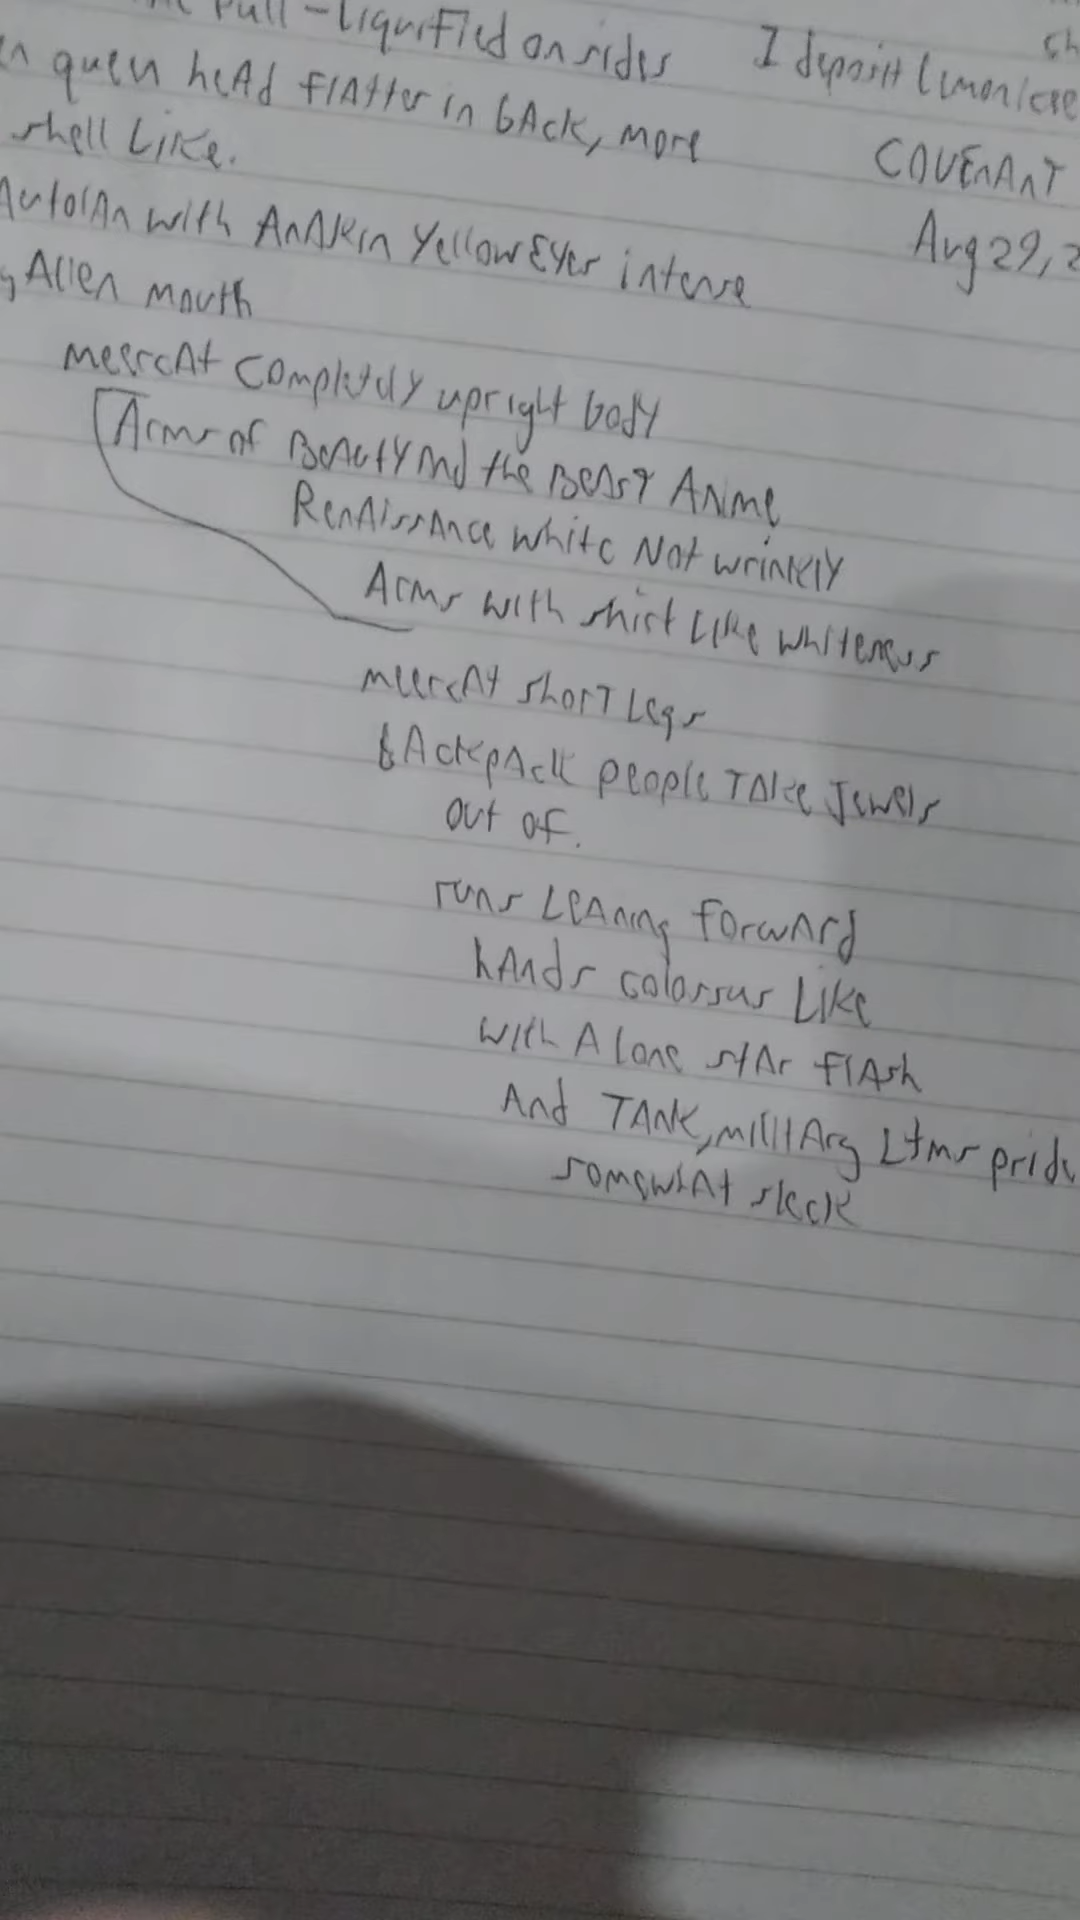 Pull-Liquified on sides
queen head flatter in back, more
shell like.
with Anakin Yellow Eyes intense
Alien mouth
meercat completely upright body
Arms of Beauty and the Beast Anime
Renaissance white Not wrinkely
Arms with shirt Like whiteness
meercat short Legs
backpack people Take Jewels
out of.
runs Leaning forward
hands colossus Like
with A lone star flash
And TANK, military pride
somewhat sleek
I deposit
COVENANT
Aug 29, 2